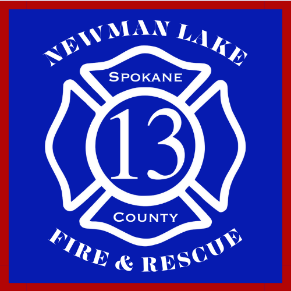 NEWMAN LAKE
SPOKANE
13
COUNTY
FIRE & RESCUE